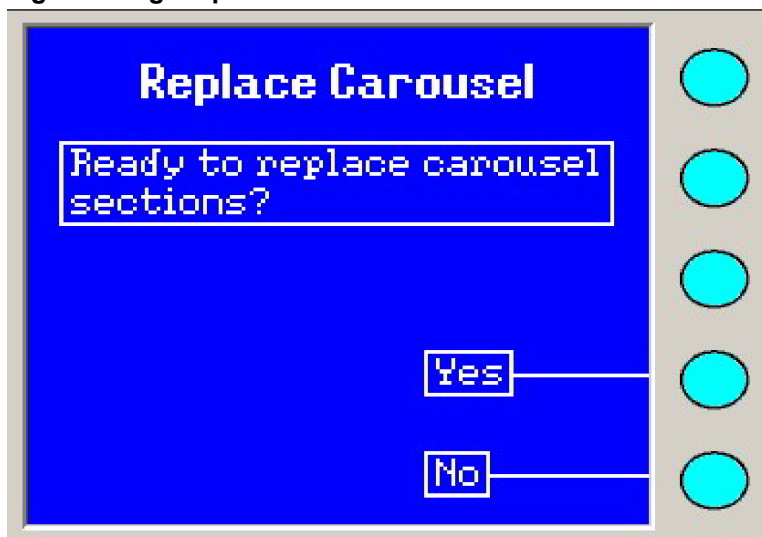 Replace Carousel
Ready to replace carousel
sections?
Yes
No